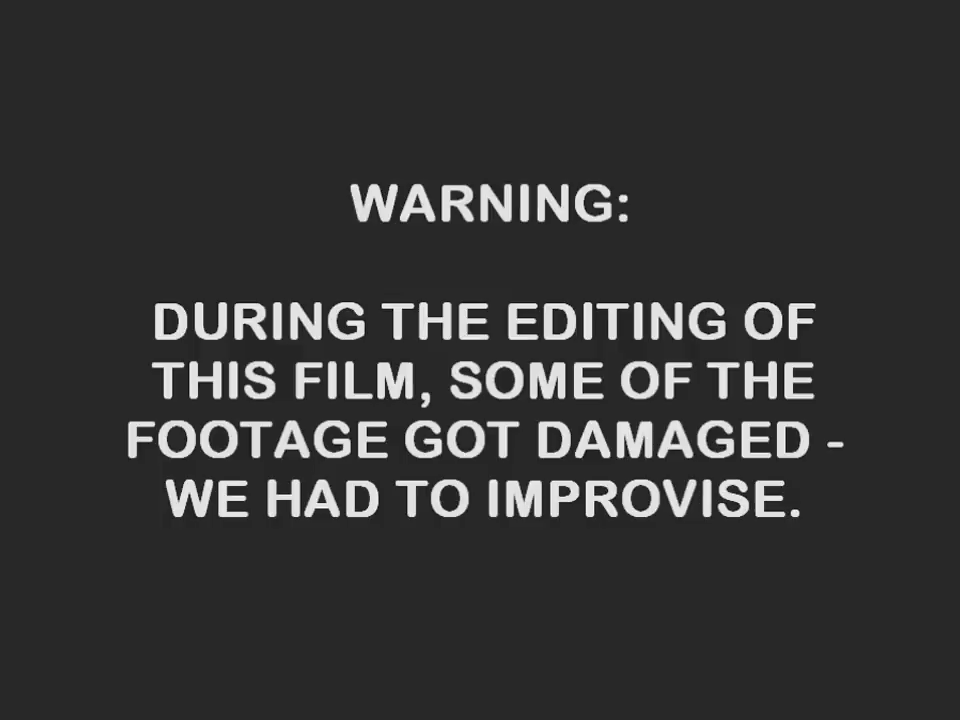 WARNING:
DURING THE EDITING OF
THIS FILM, SOME OF THE
FOOTAGE GOT DAMAGED -
WE HAD TO IMPROVISE.